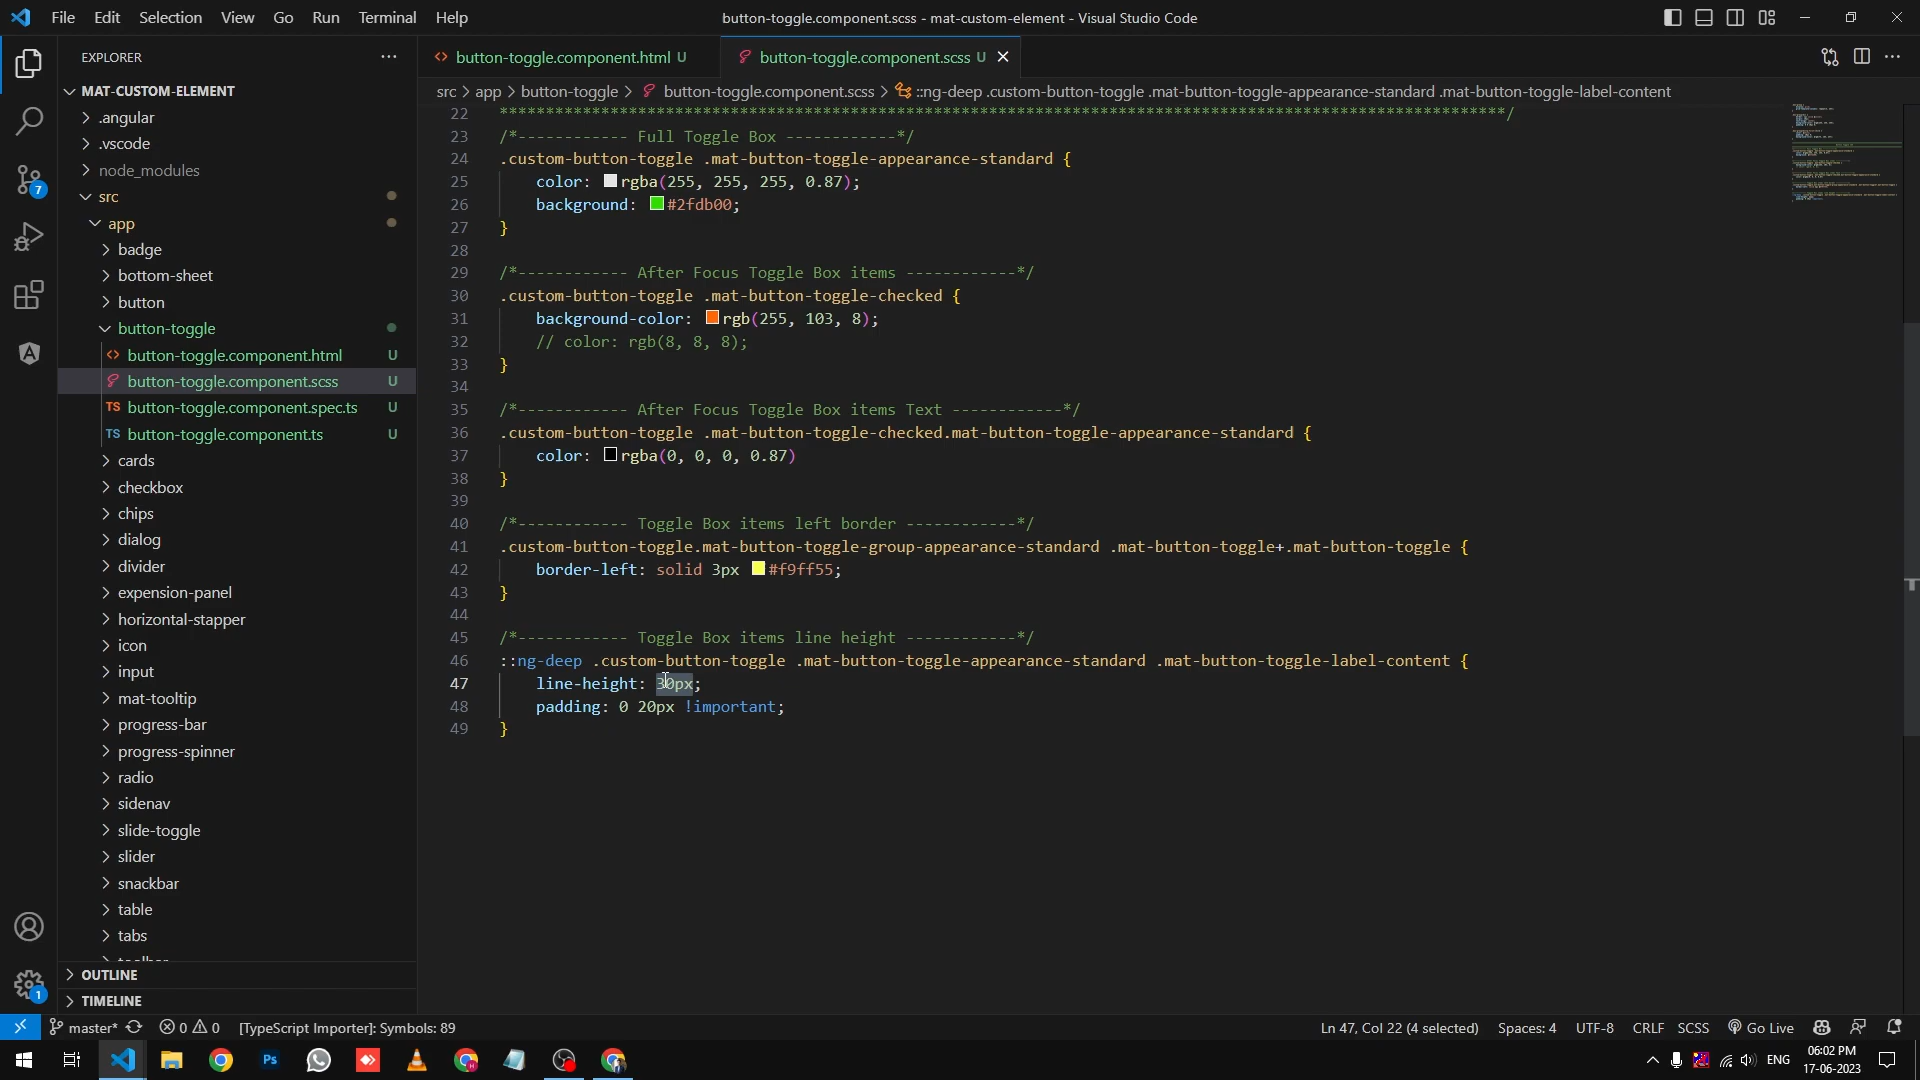 File Edit Selection View Go Run Terminal Help
button-toggle.component.scss - mat-custom-element - Visual Studio Code
EXPLORER
MAT-CUSTOM-ELEMENT
.angular
.vscode
node_modules
src
app
badge
bottom-sheet
button
button-toggle
button-toggle.component.html U
button-toggle.component.scss U
TS button-toggle.component.spec.ts U
TS button-toggle.component.ts U
cards
checkbox
chips
dialog
divider
expension-panel
horizontal-stapper
icon
input
mat-tooltip
progress-bar
progress-spinner
radio
sidenav
slide-toggle
slider
snackbar
table
tabs
OUTLINE
TIMELINE
7
1
button-toggle.component.html U
button-toggle.component.scss U
src > app > button-toggle > button-toggle.component.scss > ::ng-deep .custom-button-toggle .mat-button-toggle-appearance-standard .mat-button-toggle-label-content
22
23 /*------------ Full Toggle Box ------------*/
24 .custom-button-toggle .mat-button-toggle-appearance-standard {
25 color: rgba(255, 255, 255, 0.87);
26 background: #2fdb00;
27 }
28
29 /*------------ After Focus Toggle Box items ------------*/
30 .custom-button-toggle .mat-button-toggle-checked {
31 background-color: rgb(255, 103, 8);
32 // color: rgb(8, 8, 8);
33 }
34
35 /*------------ After Focus Toggle Box items Text ------------*/
36 .custom-button-toggle .mat-button-toggle-checked.mat-button-toggle-appearance-standard {
37 color: rgba(0, 0, 0, 0.87)
38 }
39
40 /*------------ Toggle Box items left border ------------*/
41 .custom-button-toggle.mat-button-toggle-group-appearance-standard .mat-button-toggle+.mat-button-toggle {
42 border-left: solid 3px #f9ff55;
43 }
44
45 /*------------ Toggle Box items line height ------------*/
46 ::ng-deep .custom-button-toggle .mat-button-toggle-appearance-standard .mat-button-toggle-label-content {
47 line-height: 30px;
48 padding: 0 20px !important;
49 }
master* 0 0 [TypeScript Importer]: Symbols: 89
Ln 47, Col 22 (4 selected) Spaces: 4 UTF-8 CRLF SCSS Go Live
Ps
ENG
06:02 PM
17-06-2023